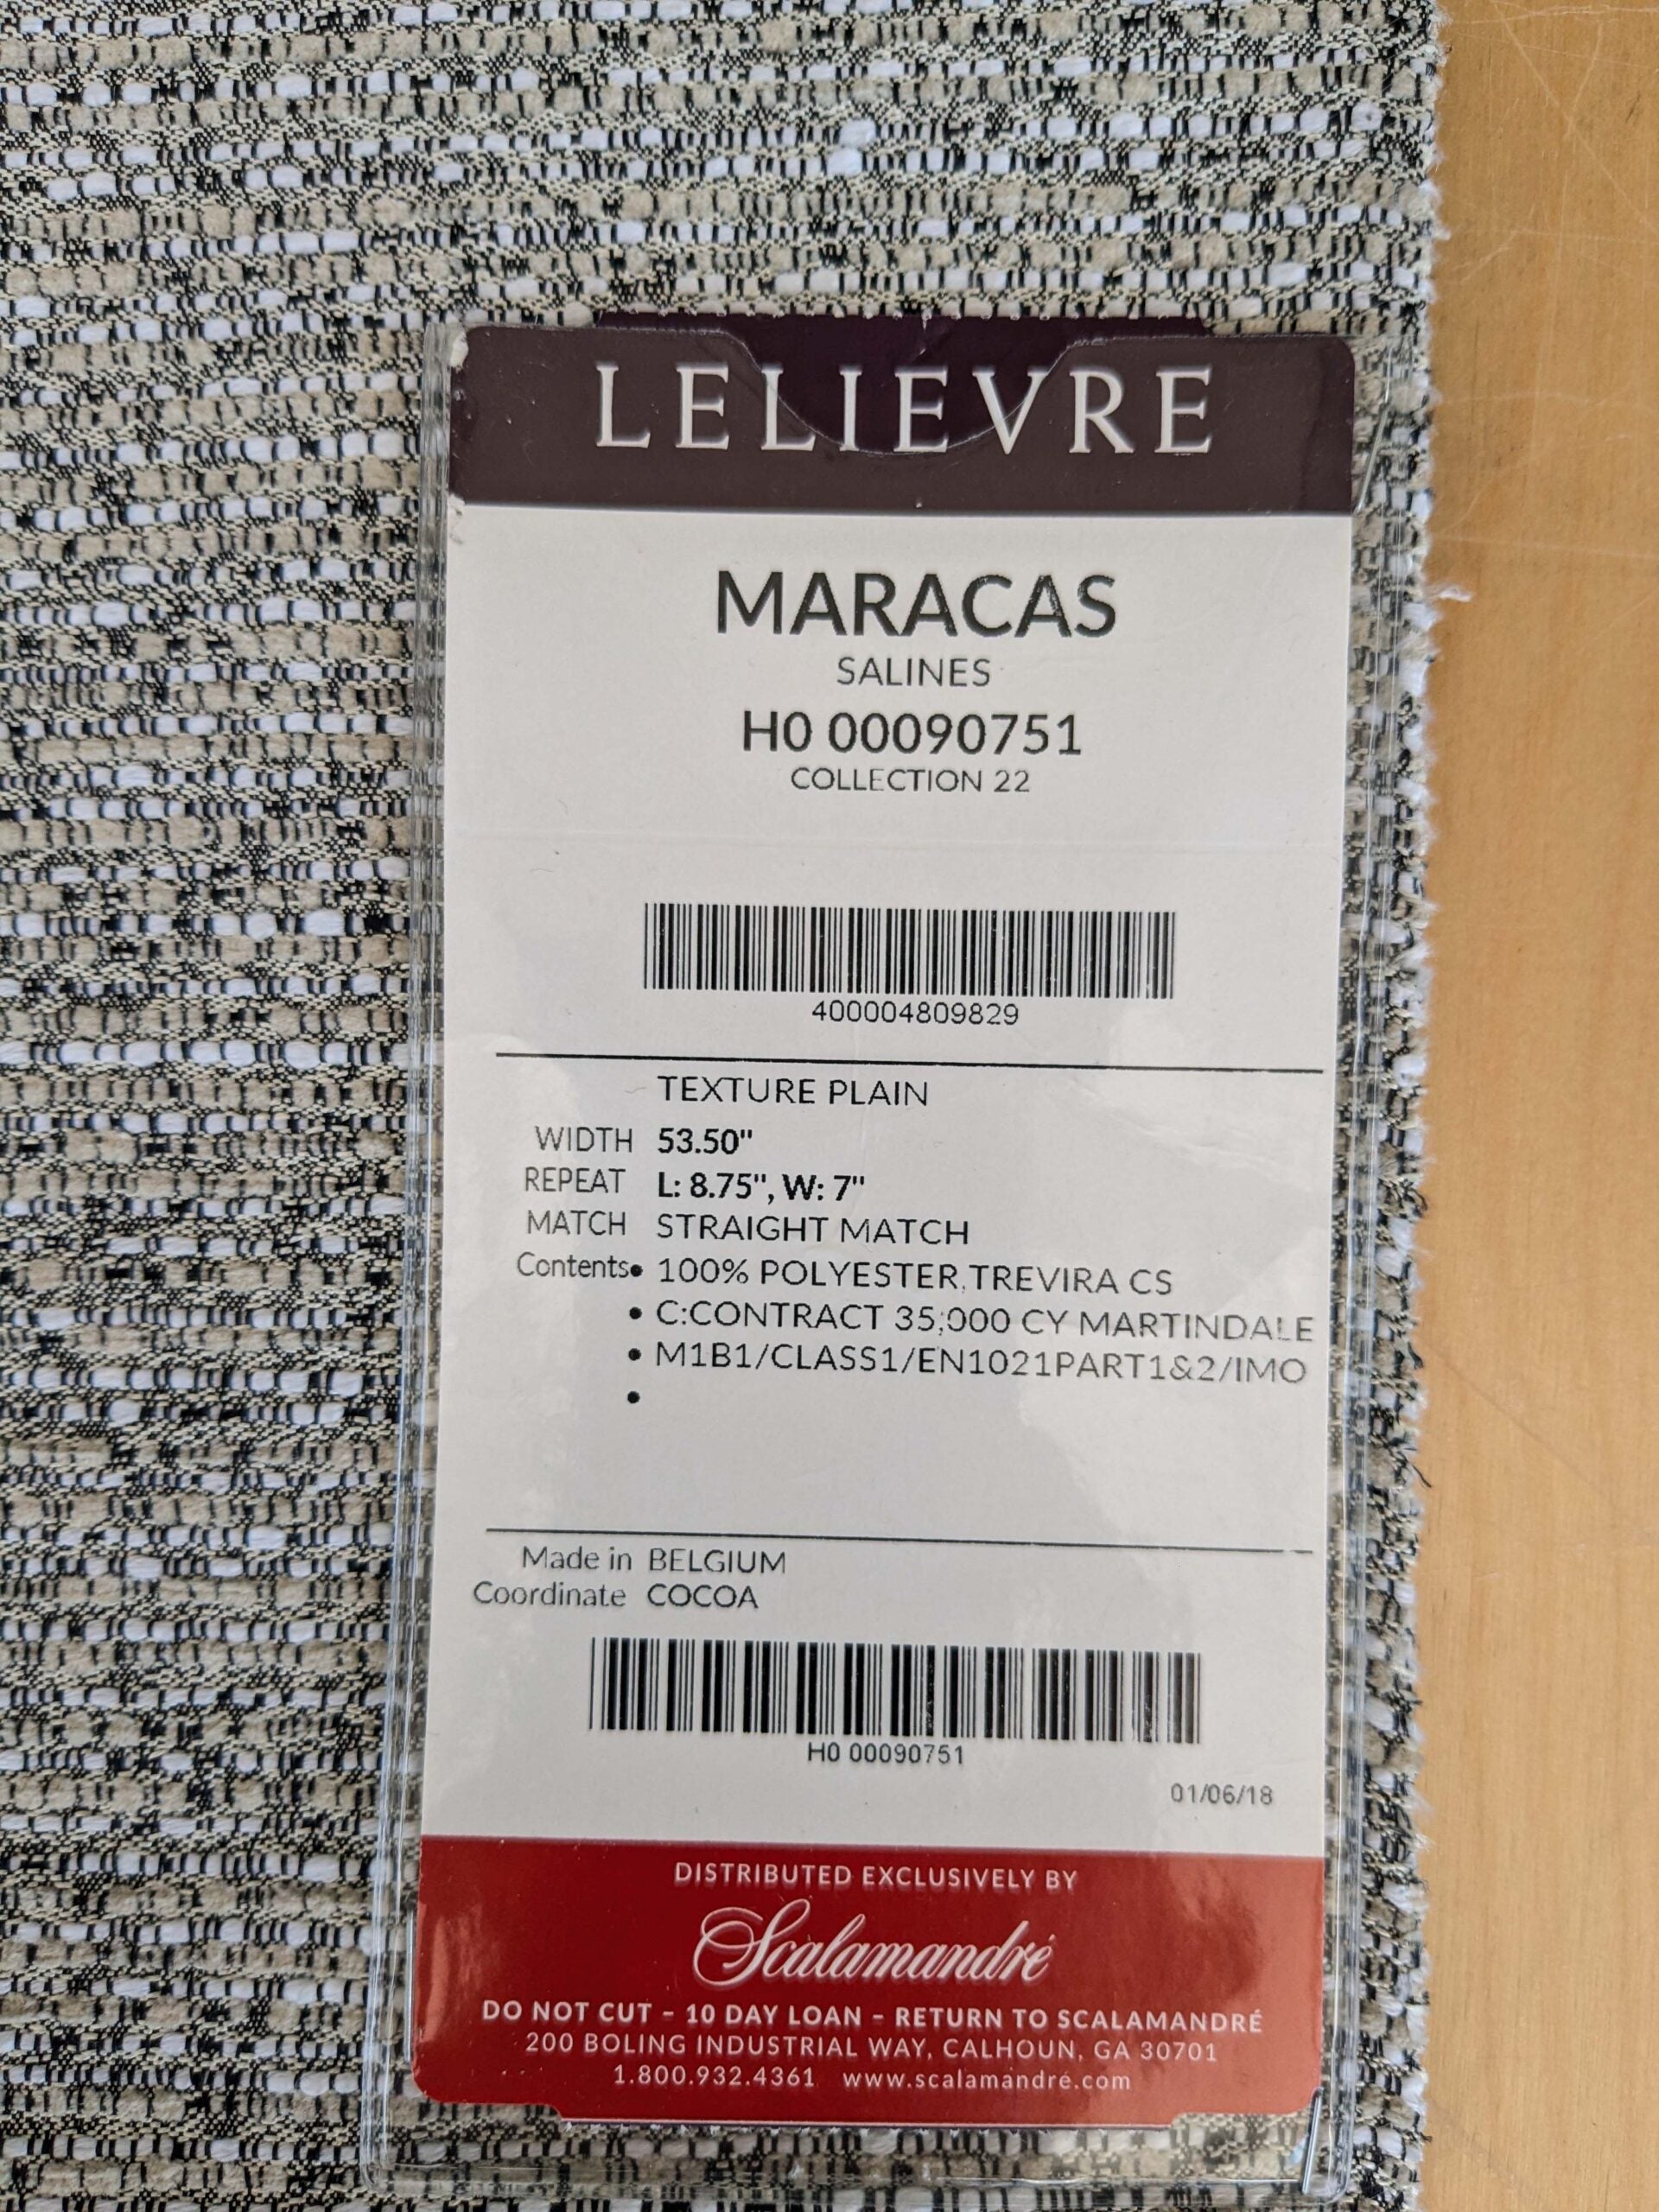 LELIEVRE
MARACAS
SALINES
H0 00090751
COLLECTION 22
400004809829
TEXTURE PLAIN
WIDTH 53.50"
REPEAT L: 8.75", W: 7"
MATCH STRAIGHT MATCH
Contents• 100% POLYESTER,TREVIRA CS
• C:CONTRACT 35,000 CY MARTINDALE
• M1B1/CLASS1/EN1021PART1&2/IMO
•
Made in BELGIUM
Coordinate COCOA
H0 00090751
01/06/18
DISTRIBUTED EXCLUSIVELY BY
Scalamandré
DO NOT CUT – 10 DAY LOAN – RETURN TO SCALAMANDRÉ
200 BOLING INDUSTRIAL WAY, CALHOUN, GA 30701
1.800.932.4361 www.scalamandré.com